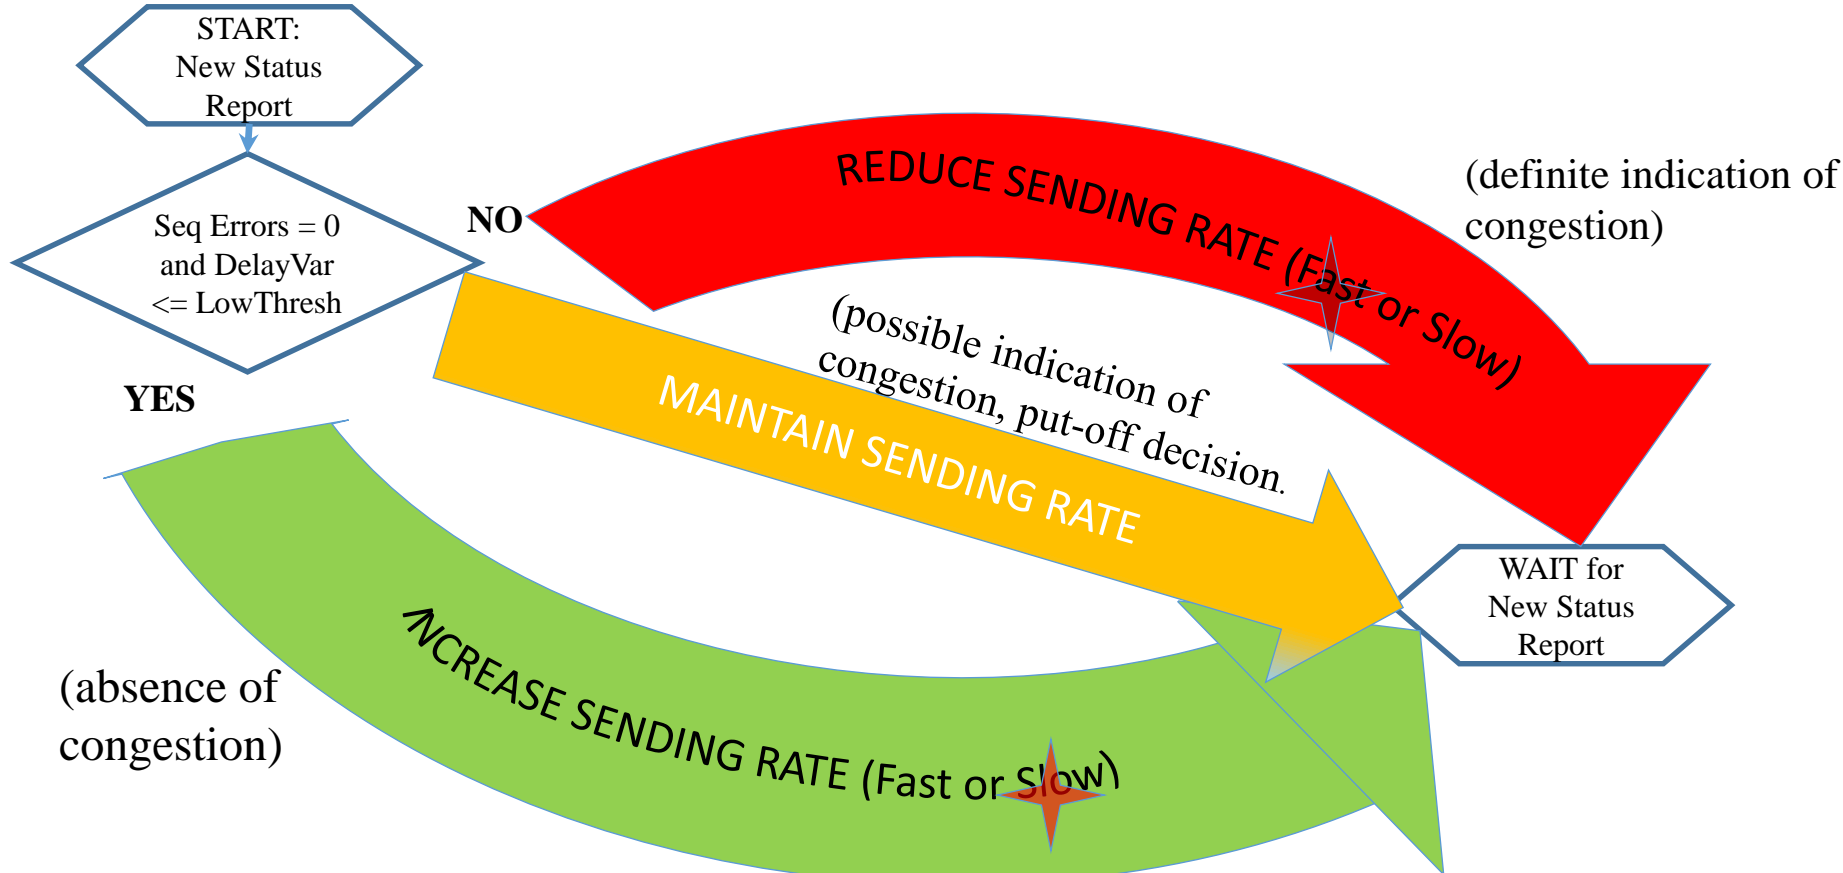 START:
New Status
Report
Seq Errors = 0
and DelayVar
<= LowThresh
NO
YES
REDUCE SENDING RATE (Fast or Slow)
(definite indication of
congestion)
(possible indication of
congestion, put-off decision.
MAINTAIN SENDING RATE
WAIT for
New Status
Report
INCREASE SENDING RATE (Fast or Slow)
(absence of
congestion)